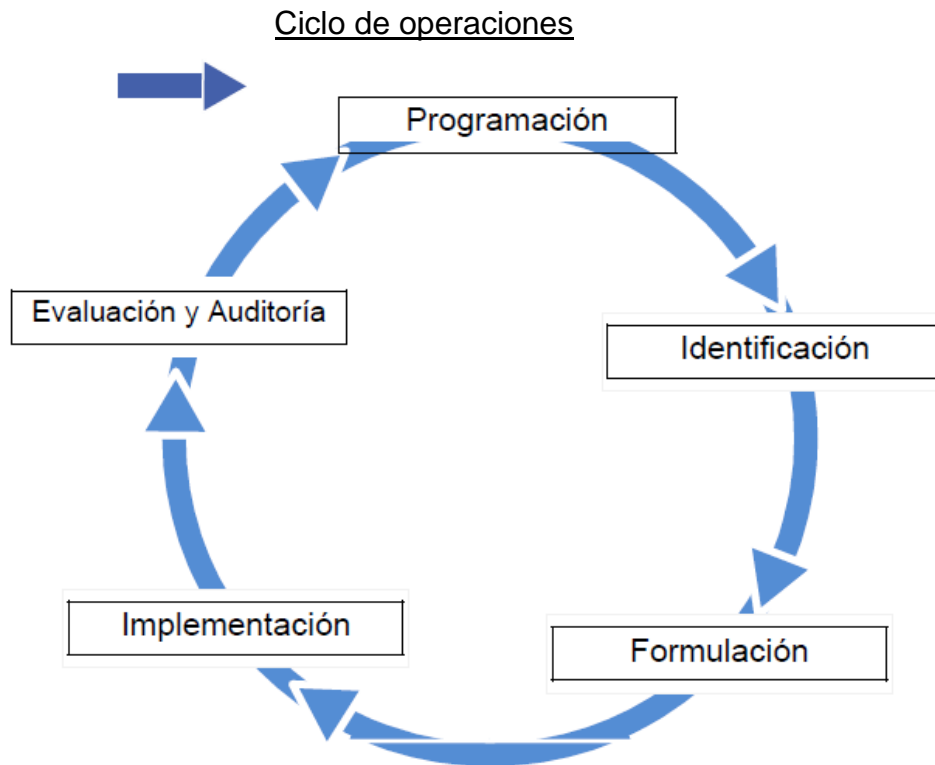 Ciclo de operaciones
Programación
Identificación
Formulación
Implementación
Evaluación y Auditoría